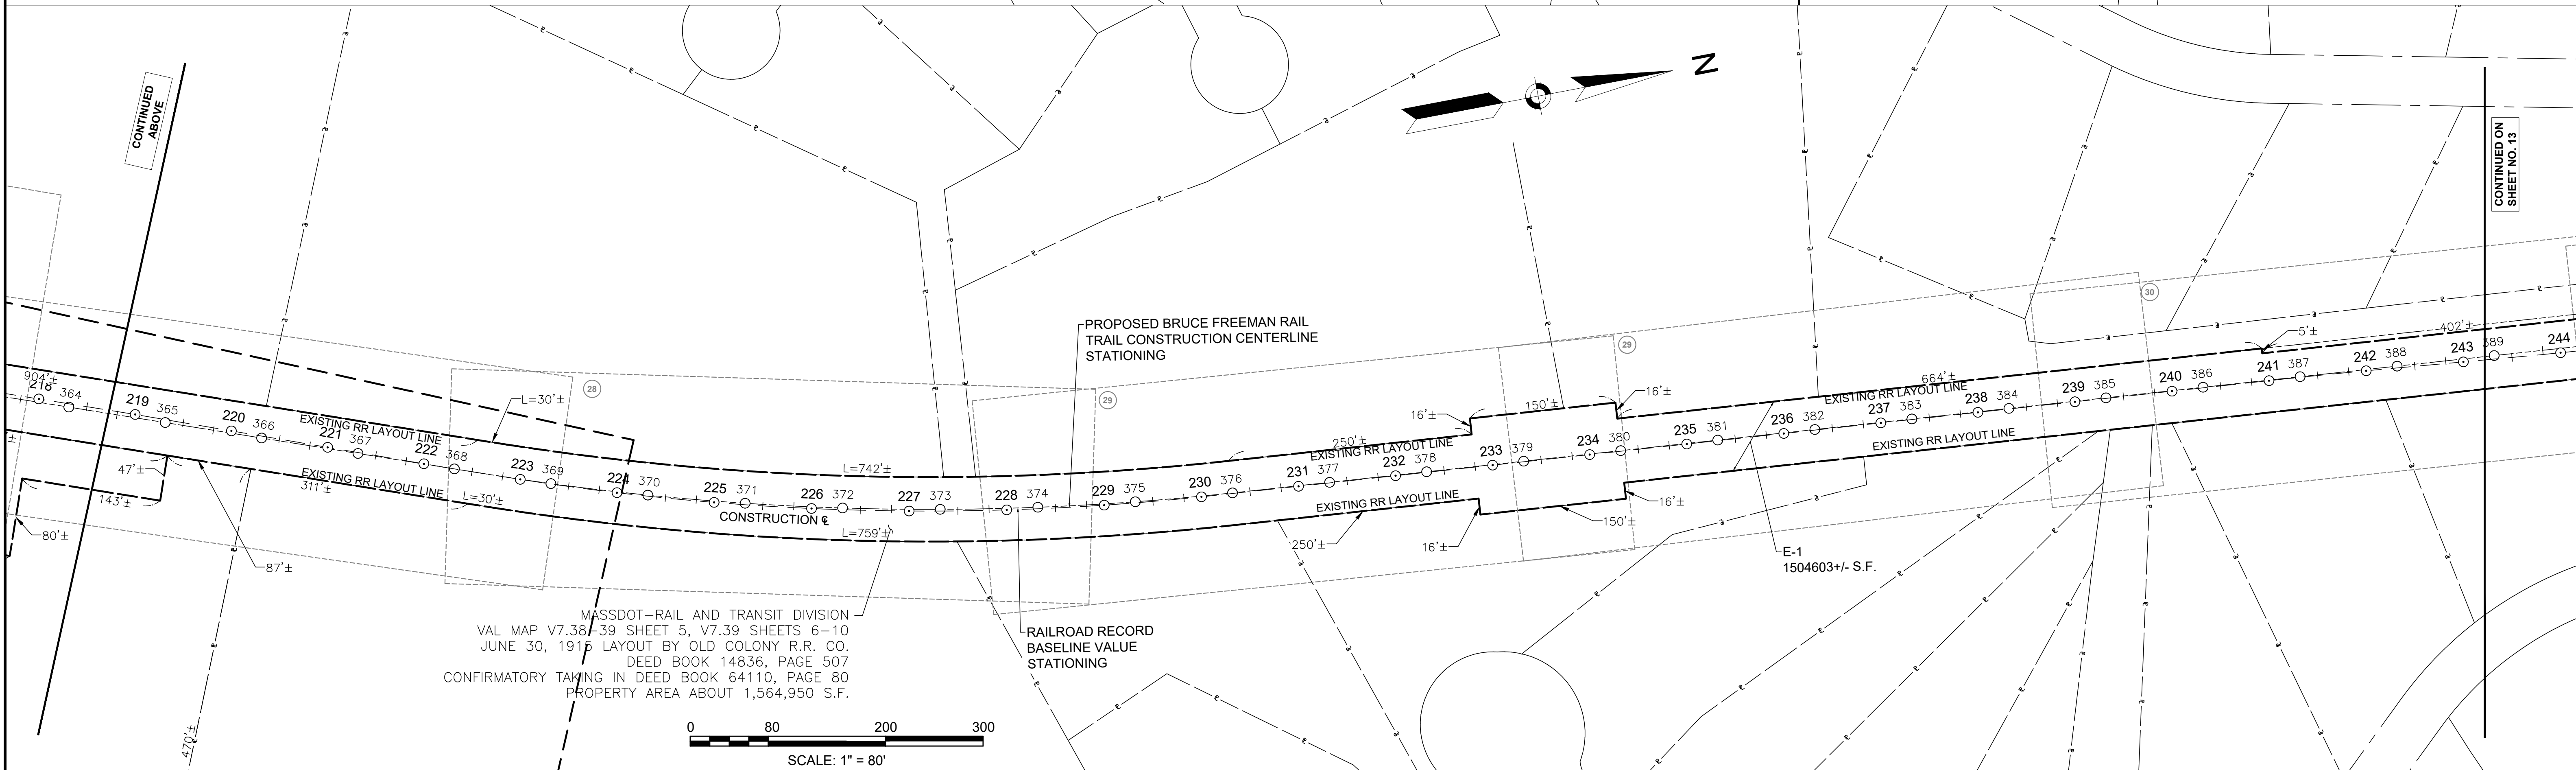 CONTINUED
ABOVE
N
CONTINUED ON
SHEET NO. 13
PROPOSED BRUCE FREEMAN RAIL
TRAIL CONSTRUCTION CENTERLINE
STATIONING
28
29
29
30
904'±
L=30'±
EXISTING RR LAYOUT LINE
L=742'±
250'±
EXISTING RR LAYOUT LINE
16'±
150'±
16'±
664'±
EXISTING RR LAYOUT LINE
5'±
402'±
218 364 219 365 220 366 221 367 222 368 223 369 224 370 225 371 226 372 227 373 228 374 229 375 230 376 231 377 232 378 233 379 234 380 235 381 236 382 237 383 238 384 239 385 240 386 241 387 242 388 243 389 244
±
47'±
143'±
80'±
87'±
EXISTING RR LAYOUT LINE
311'±
L=30'±
CONSTRUCTION ℄
L=759'±
EXISTING RR LAYOUT LINE
250'±
16'±
150'±
16'±
EXISTING RR LAYOUT LINE
E-1
1504603+/- S.F.
470'±
MASSDOT-RAIL AND TRANSIT DIVISION
VAL MAP V7.38-39 SHEET 5, V7.39 SHEETS 6-10
JUNE 30, 1915 LAYOUT BY OLD COLONY R.R. CO.
DEED BOOK 14836, PAGE 507
CONFIRMATORY TAKING IN DEED BOOK 64110, PAGE 80
PROPERTY AREA ABOUT 1,564,950 S.F.
RAILROAD RECORD
BASELINE VALUE
STATIONING
0 80 200 300
SCALE: 1" = 80'